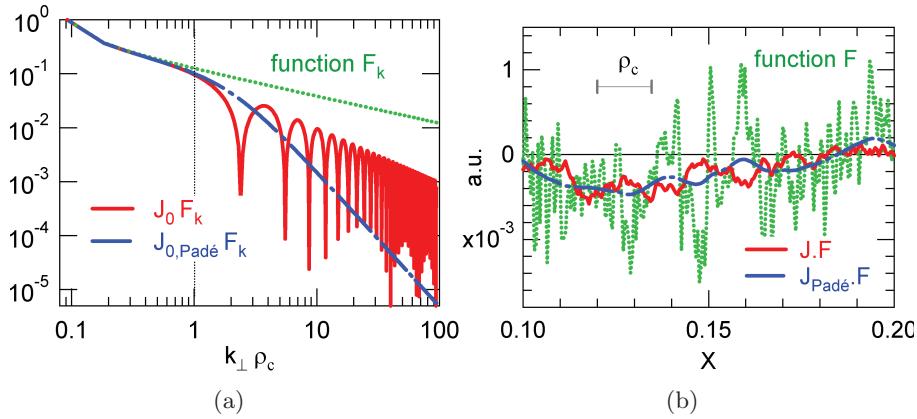 10^0
10^-1
10^-2
10^-3
10^-4
10^-5
function F_k
J_0 F_k
J_0,Padé F_k
0.1
1
10
100
k_⊥ ρ_c
(a)
1
0
a.u.
x10^-3
ρ_c
function F
J.F
J_Padé.F
0.10
0.15
0.20
X
(b)